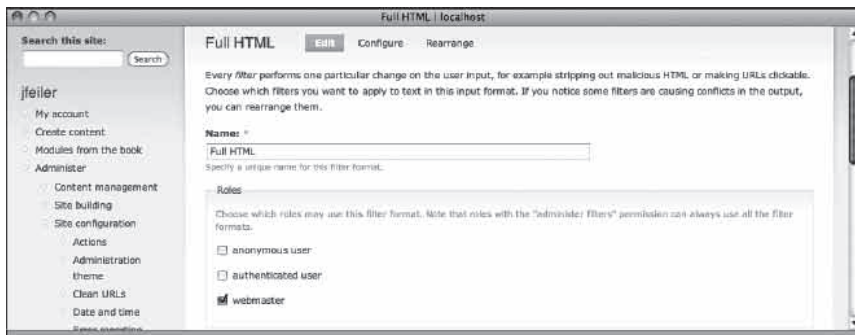 Full HTML | localhost
Search this site:
Search
jfeiler
My account
Create content
Modules from the book
Administer
Content management
Site building
Site configuration
Actions
Administration
theme
Clean URLs
Date and time
Error reporting
Full HTML
Edit
Configure
Rearrange
Every filter performs one particular change on the user input, for example stripping out malicious HTML or making URLs clickable.
Choose which filters you want to apply to text in this input format. If you notice some filters are causing conflicts in the output,
you can rearrange them.
Name: *
Full HTML
Specify a unique name for this filter format.
Roles
Choose which roles may use this filter format. Note that roles with the "administer filters" permission can always use all the filter
formats.
anonymous user
authenticated user
webmaster